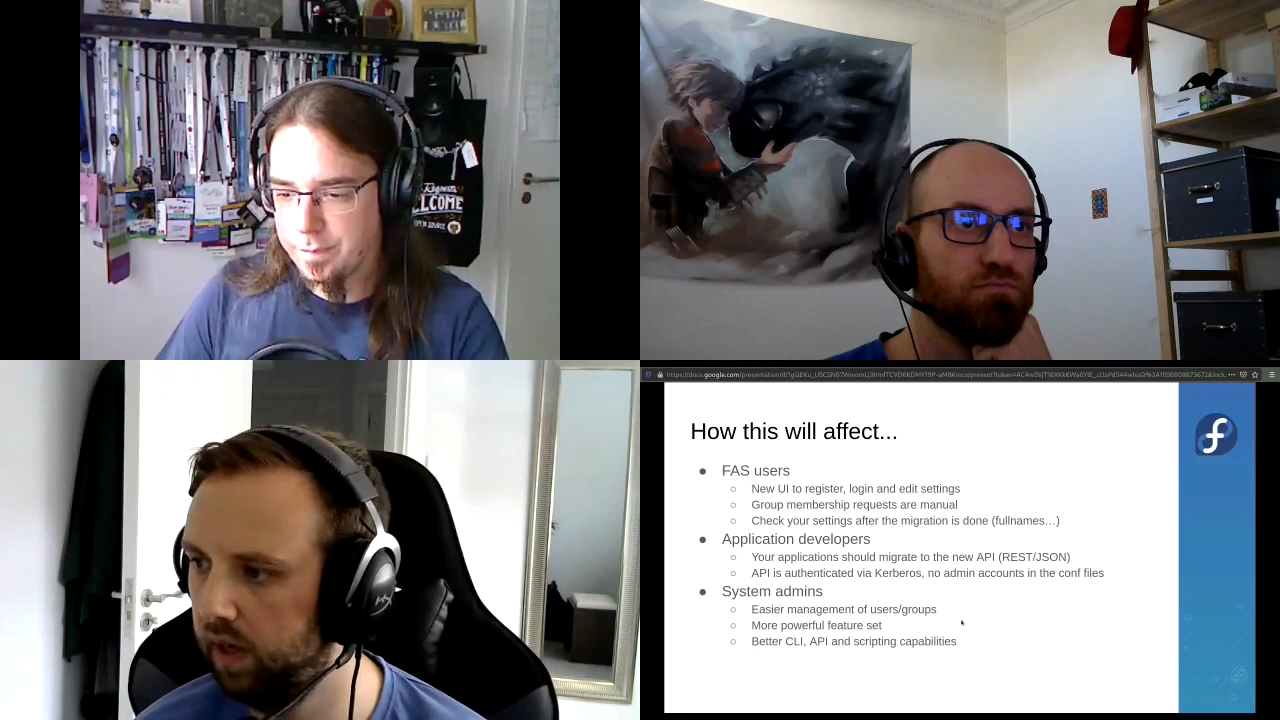 WELCOME
OPEN SOURCE
How this will affect...
● FAS users
○ New UI to register, login and edit settings
○ Group membership requests are manual
○ Check your settings after the migration is done (fullnames…)
● Application developers
○ Your applications should migrate to the new API (REST/JSON)
○ API is authenticated via Kerberos, no admin accounts in the conf files
● System admins
○ Easier management of users/groups
○ More powerful feature set
○ Better CLI, API and scripting capabilities